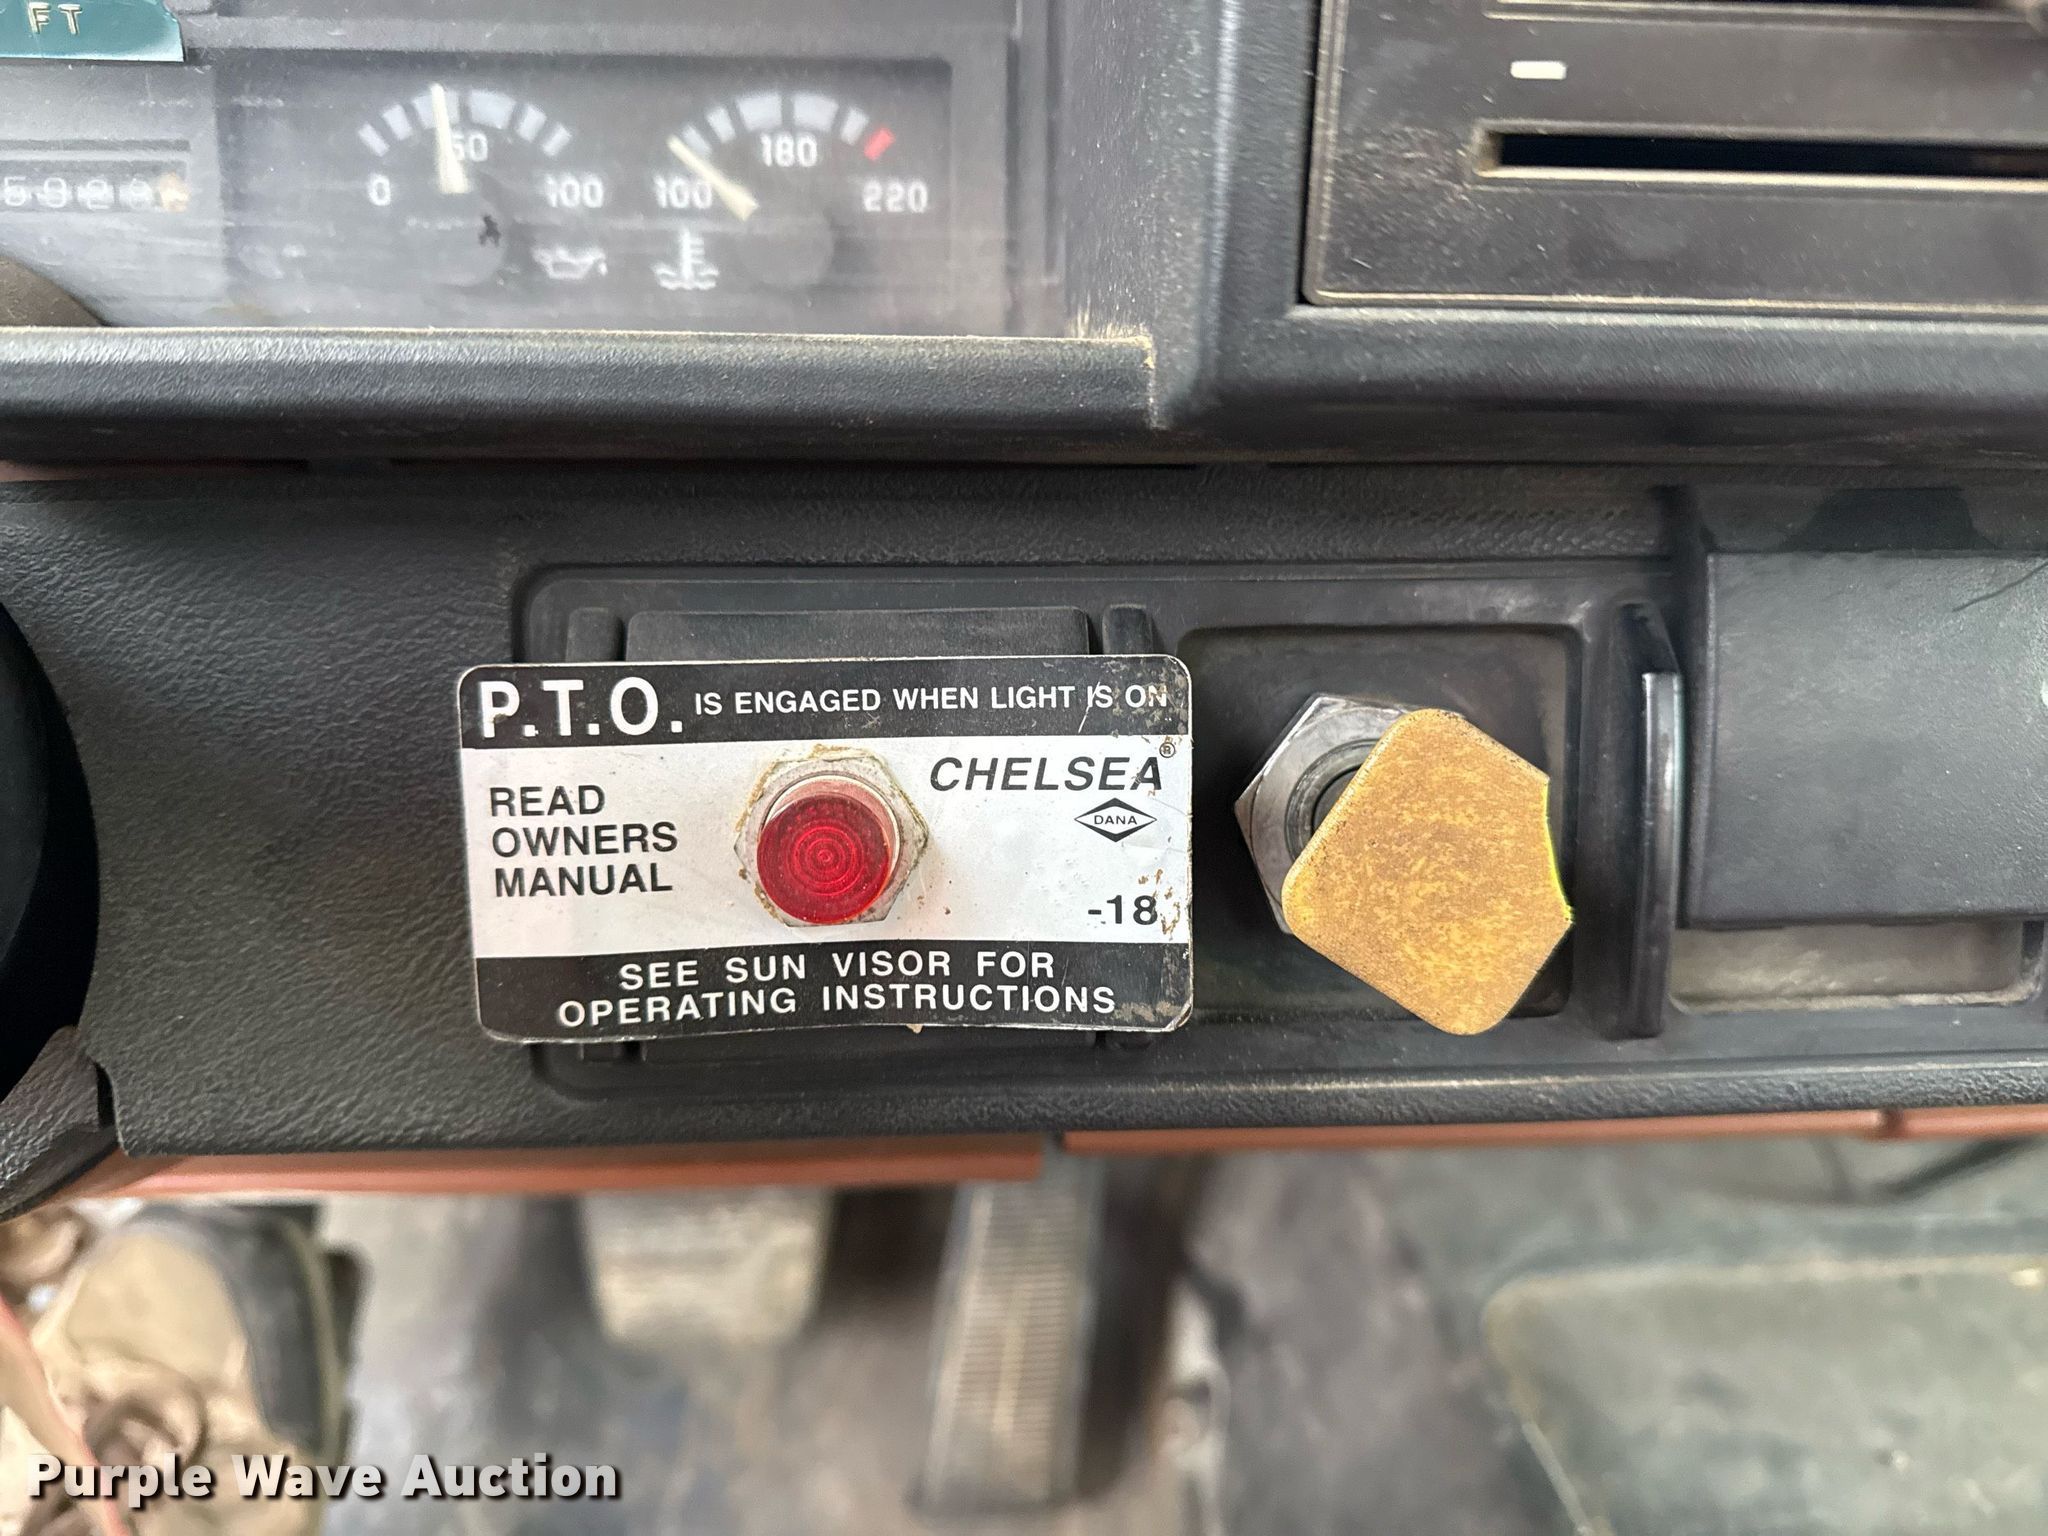 FT
50
180
0
100
100
220
P.T.O. IS ENGAGED WHEN LIGHT IS ON
CHELSEA®
READ
OWNERS
MANUAL
DANA
-18
SEE SUN VISOR FOR
OPERATING INSTRUCTIONS
Purple Wave Auction